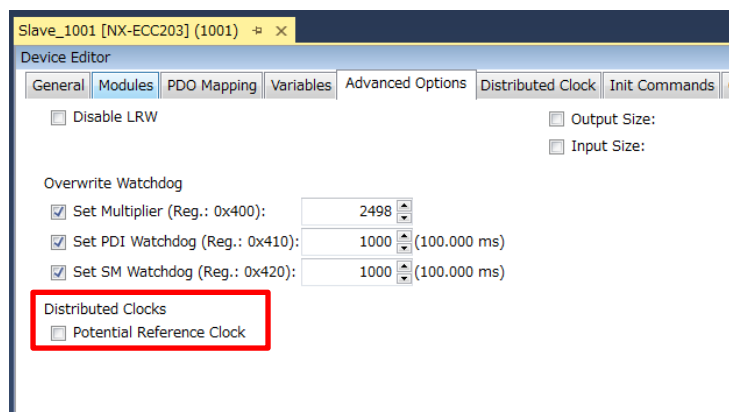 Slave_1001 [NX-ECC203] (1001)
Device Editor
General Modules PDO Mapping Variables Advanced Options Distributed Clock Init Commands
Disable LRW Output Size:
Input Size:
Overwrite Watchdog
Set Multiplier (Reg.: 0x400): 2498
Set PDI Watchdog (Reg.: 0x410): 1000 (100.000 ms)
Set SM Watchdog (Reg.: 0x420): 1000 (100.000 ms)
Distributed Clocks
Potential Reference Clock